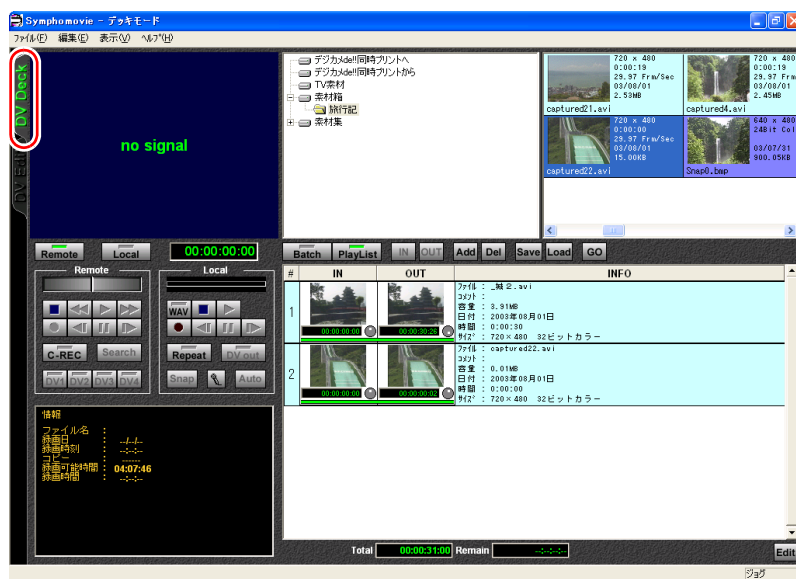 Symphomovie - デッキモード
ファイル(F) 編集(E) 表示(V) ヘルプ(H)
DV Deck
DV Edit
no signal
デジカメde!!同時プリントへ
デジカメde!!同時プリントから
TV素材
素材箱
旅行記
素材集
720 x 480
0:00:19
29.97 Frm/Sec
03/08/01
2.53MB
captured21.avi
720 x 480
0:00:19
29.97 Frm
03/08/01
2.45MB
captured4.avi
720 x 480
0:00:00
29.97 Frm/Sec
03/08/01
15.00KB
captured22.avi
640 x 480
24Bit Col
03/07/31
900.05KB
Snap0.bmp
Remote Local 00:00:00:00
Batch PlayList IN OUT Add Del Save Load GO
Remote
Local
WAV
C-REC Search
Repeat DV out
DV1 DV2 DV3 DV4
Snap Auto
# IN OUT INFO
1
00:00:00:00 00:00:30:26
ファイル : _城2.avi
コメント :
容量 : 3.91MB
日付 : 2003年08月01日
時間 : 0:00:30
サイズ : 720×480 32ビットカラー
2
00:00:00:00 00:00:00:02
ファイル : captured22.avi
コメント :
容量 : 0.01MB
日付 : 2003年08月01日
時間 : 0:00:00
サイズ : 720×480 32ビットカラー
情報
ファイル名 :
録画日 : --/--/--
録画時刻 : --:--:--
コピー : ------
録画可能時間 : 04:07:46
録画時間 : --:--:--
Total 00:00:31:00 Remain --:--:--:--
Edit
ジョグ